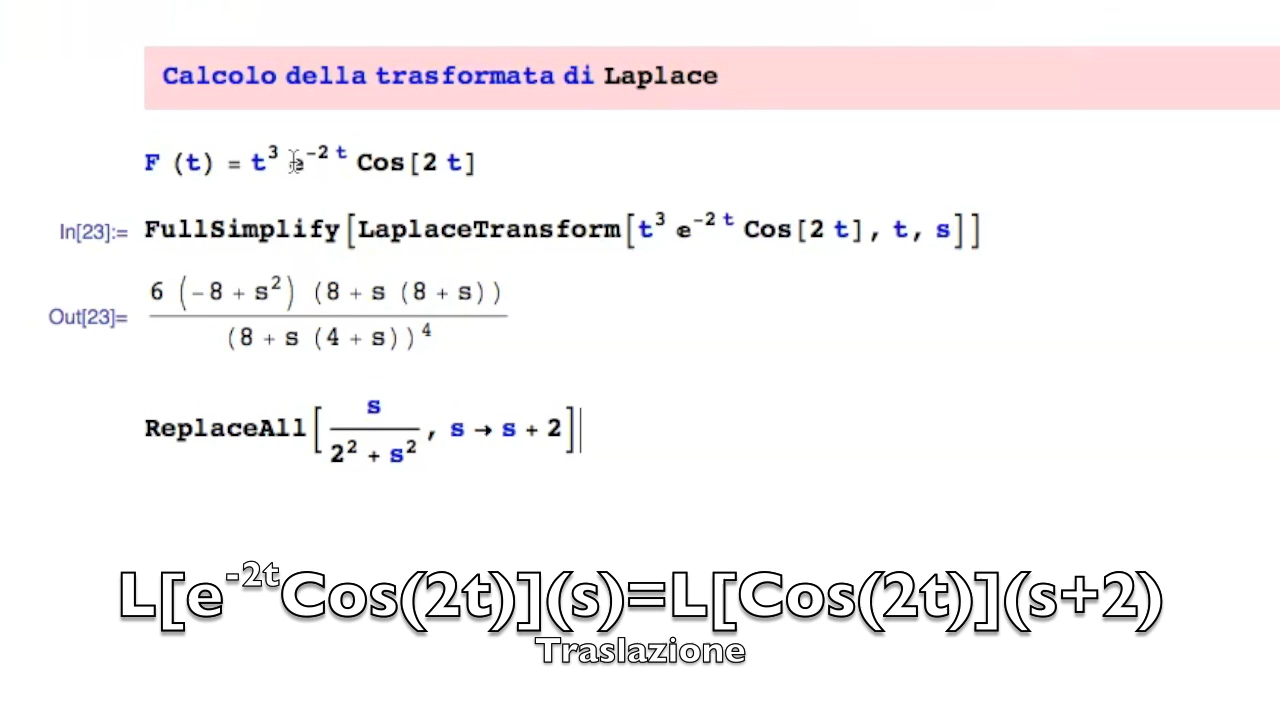 Calcolo della trasformata di Laplace
F (t) = t³ ⅇ⁻²ᵗ Cos[2 t]
In[23]:= FullSimplify[LaplaceTransform[t³ ⅇ⁻²ᵗ Cos[2 t], t, s]]
Out[23]= 6 (-8 + s²) (8 + s (8 + s))
(8 + s (4 + s))⁴
ReplaceAll[s / 2² + s², s → s + 2]
L[e⁻²ᵗCos(2t)](s)=L[Cos(2t)](s+2)
Traslazione